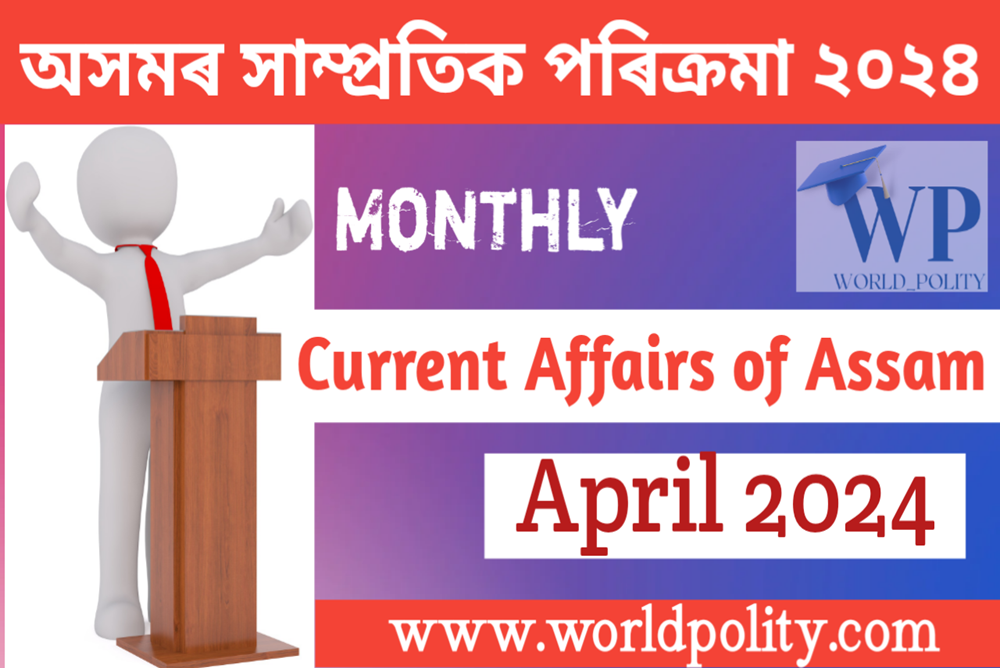 অসমৰ সাম্প্ৰতিক পৰিক্ৰমা ২০২৪
MONTHLY
WP
WORLD_POLITY
Current Affairs of Assam
April 2024
www.worldpolity.com